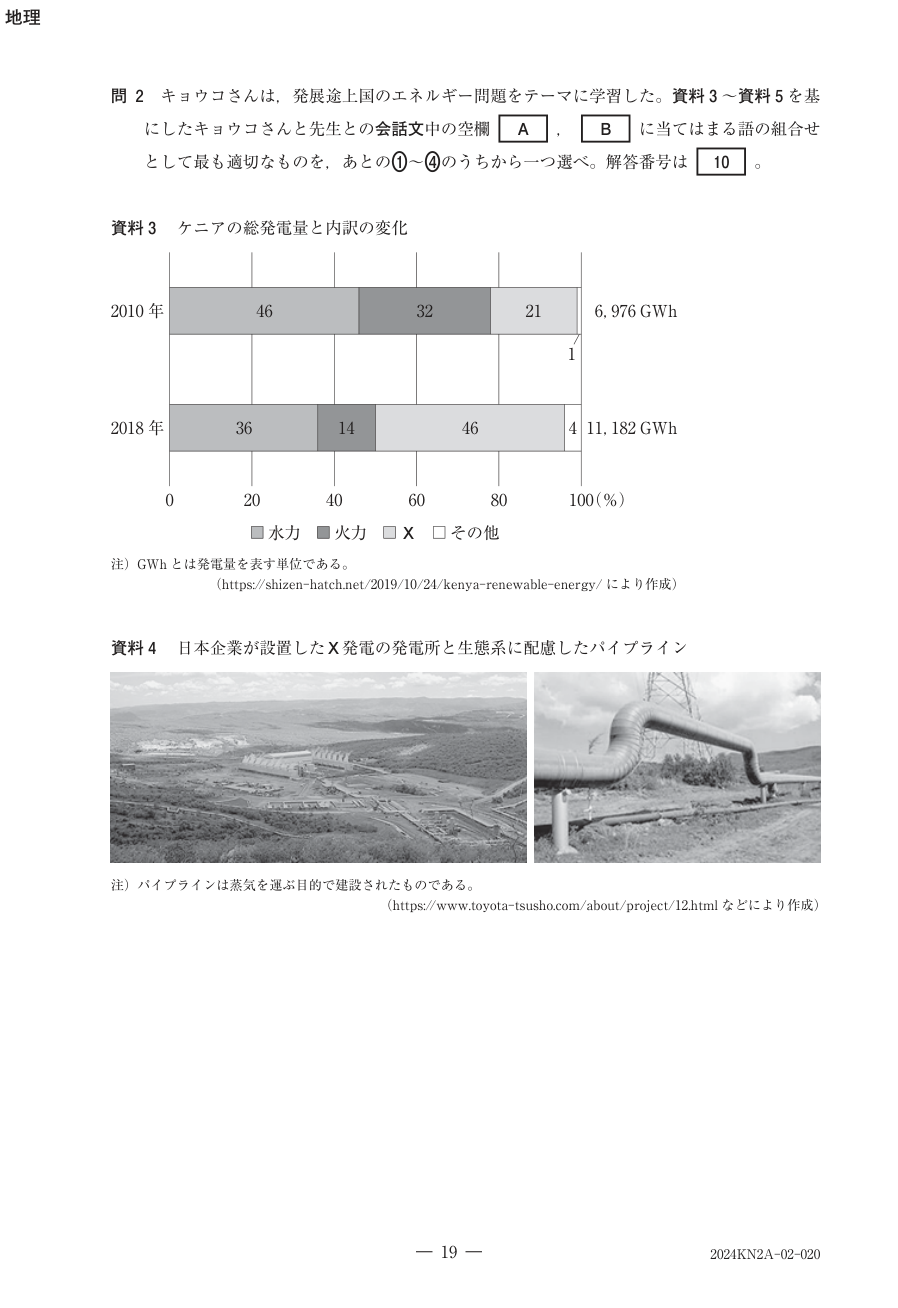 地理
問 2 キョウコさんは，発展途上国のエネルギー問題をテーマに学習した。資料3～資料5を基
にしたキョウコさんと先生との会話文中の空欄 A ， B に当てはまる語の組合せ
として最も適切なものを，あとの①～④のうちから一つ選べ。解答番号は 10 。
資料3 ケニアの総発電量と内訳の変化
2010 年 46 32 21 6,976 GWh
1
2018 年 36 14 46 4 11,182 GWh
0 20 40 60 80 100(%)
水力 火力 X その他
注）GWh とは発電量を表す単位である。
（https://shizen-hatch.net/2019/10/24/kenya-renewable-energy/ により作成）
資料4 日本企業が設置したX発電の発電所と生態系に配慮したパイプライン
注）パイプラインは蒸気を運ぶ目的で建設されたものである。
（https://www.toyota-tsusho.com/about/project/12.html などにより作成）
― 19 ―
2024KN2A-02-020